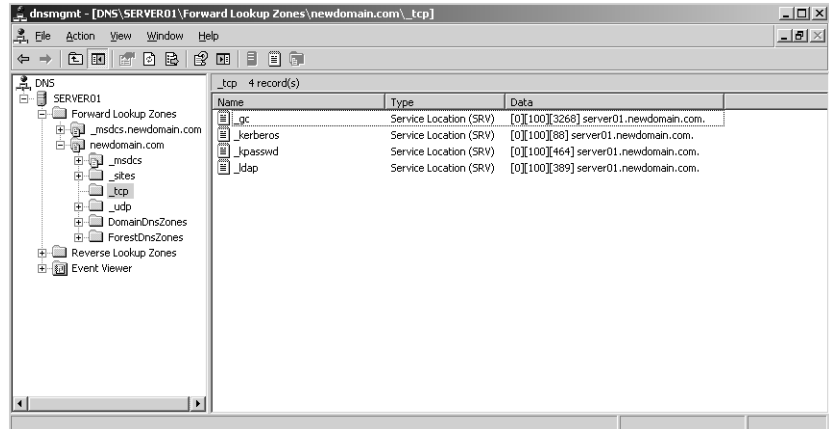 dnsmgmt - [DNS\SERVER01\Forward Lookup Zones\newdomain.com\_tcp]
File Action View Window Help
DNS
SERVER01
Forward Lookup Zones
_msdcs.newdomain.com
newdomain.com
_msdcs
_sites
_tcp
_udp
DomainDnsZones
ForestDnsZones
Reverse Lookup Zones
Event Viewer
_tcp 4 record(s)
Name Type Data
_gc Service Location (SRV) [0][100][3268] server01.newdomain.com.
_kerberos Service Location (SRV) [0][100][88] server01.newdomain.com.
_kpasswd Service Location (SRV) [0][100][464] server01.newdomain.com.
_ldap Service Location (SRV) [0][100][389] server01.newdomain.com.